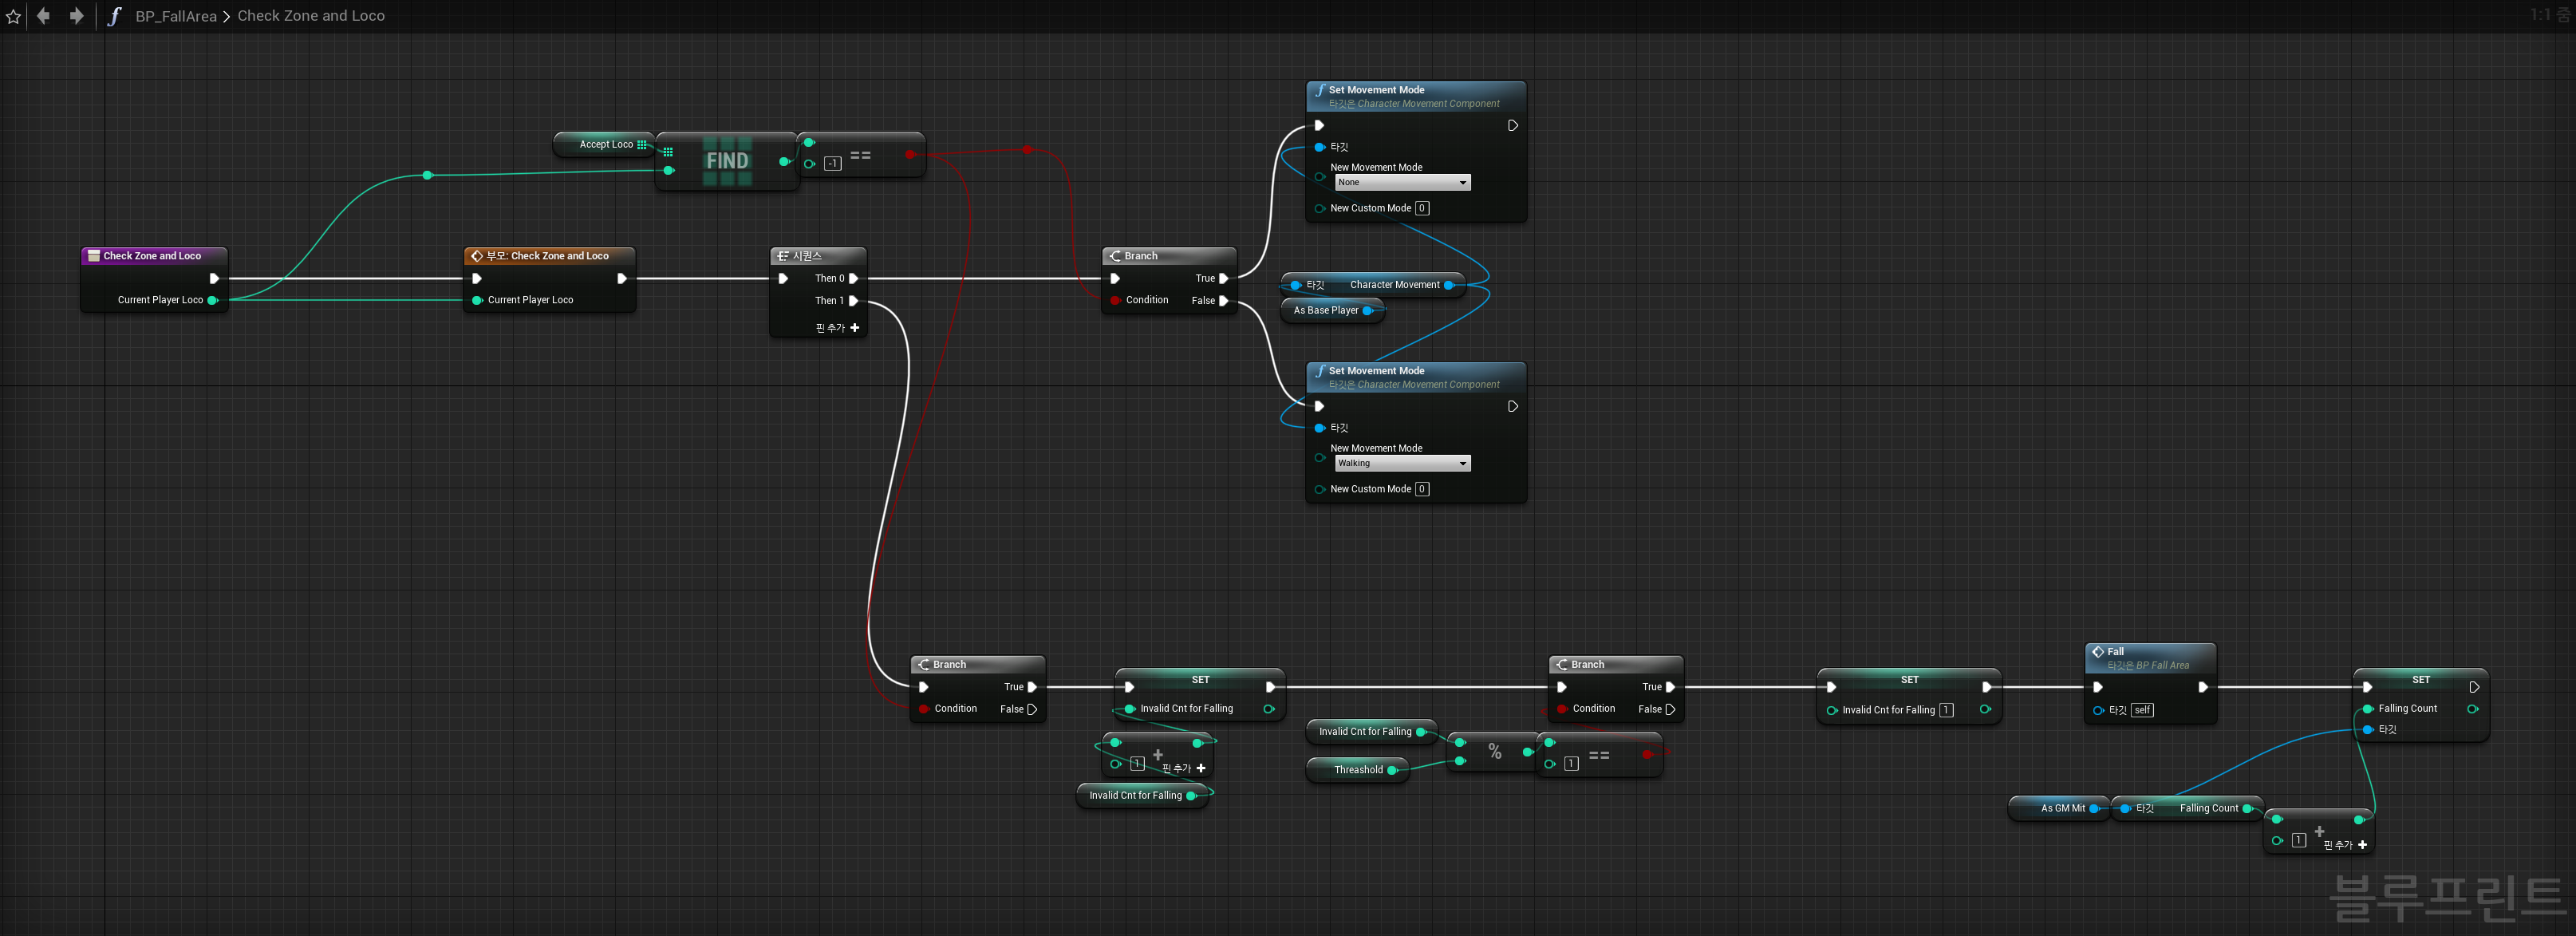 BP_FallArea > Check Zone and Loco
1:1 줌
Set Movement Mode
타깃은 Character Movement Component
타깃
New Movement Mode
None
New Custom Mode 0
Accept Loco
FIND
-1 ==
Check Zone and Loco
Current Player Loco
부모: Check Zone and Loco
Current Player Loco
시퀀스
Then 0
Then 1
핀 추가 +
Branch
True
Condition
False
타깃 Character Movement
As Base Player
Set Movement Mode
타깃은 Character Movement Component
타깃
New Movement Mode
Walking
New Custom Mode 0
Branch
True
Condition
False
SET
Invalid Cnt for Falling
+
1
핀 추가 +
Invalid Cnt for Falling
Branch
True
Condition
False
Invalid Cnt for Falling
Threashold
%
1 ==
SET
Invalid Cnt for Falling 1
Fall
타깃은 BP Fall Area
타깃 self
SET
Falling Count
타깃
As GM Mit
타깃 Falling Count
+
1
핀 추가 +
블루프린트